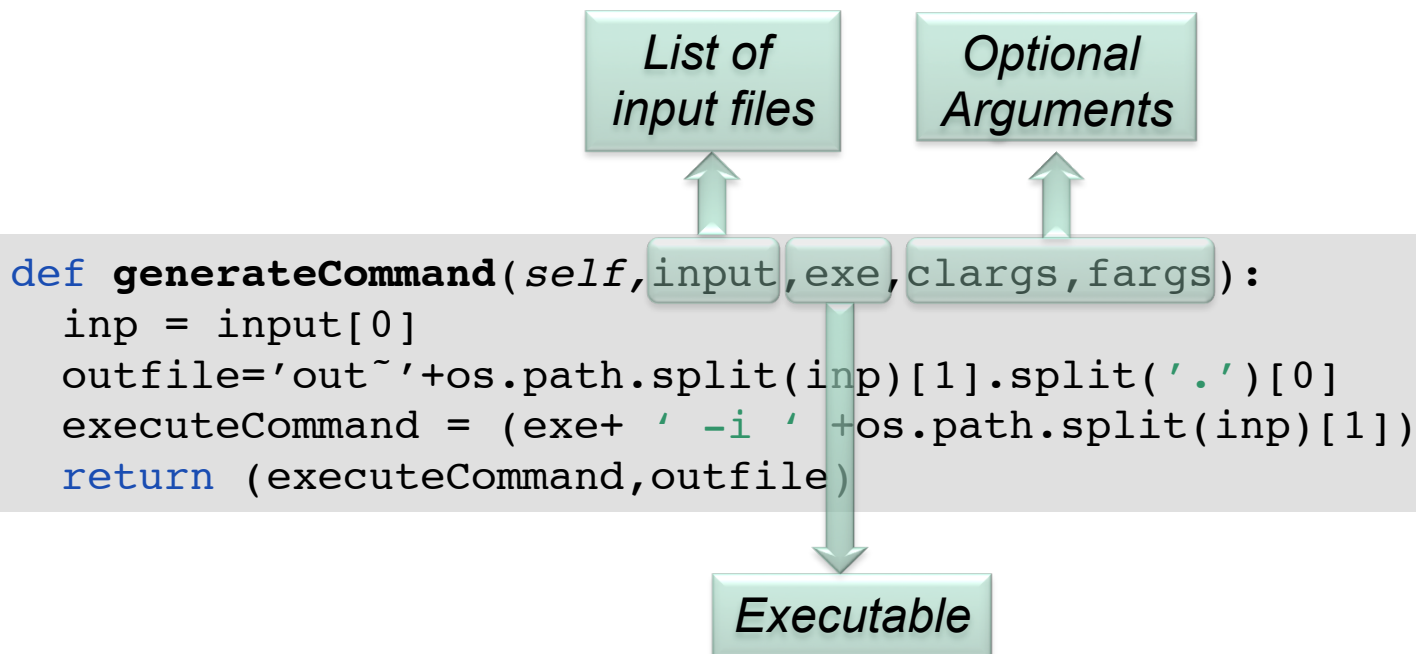 List of
input files
Optional
Arguments
def generateCommand(self,input,exe,clargs,fargs):
inp = input[0]
outfile=’out˜’+os.path.split(inp)[1].split(’.’)[0]
executeCommand = (exe+ ‘ -i ‘ +os.path.split(inp)[1])
return (executeCommand,outfile)
Executable